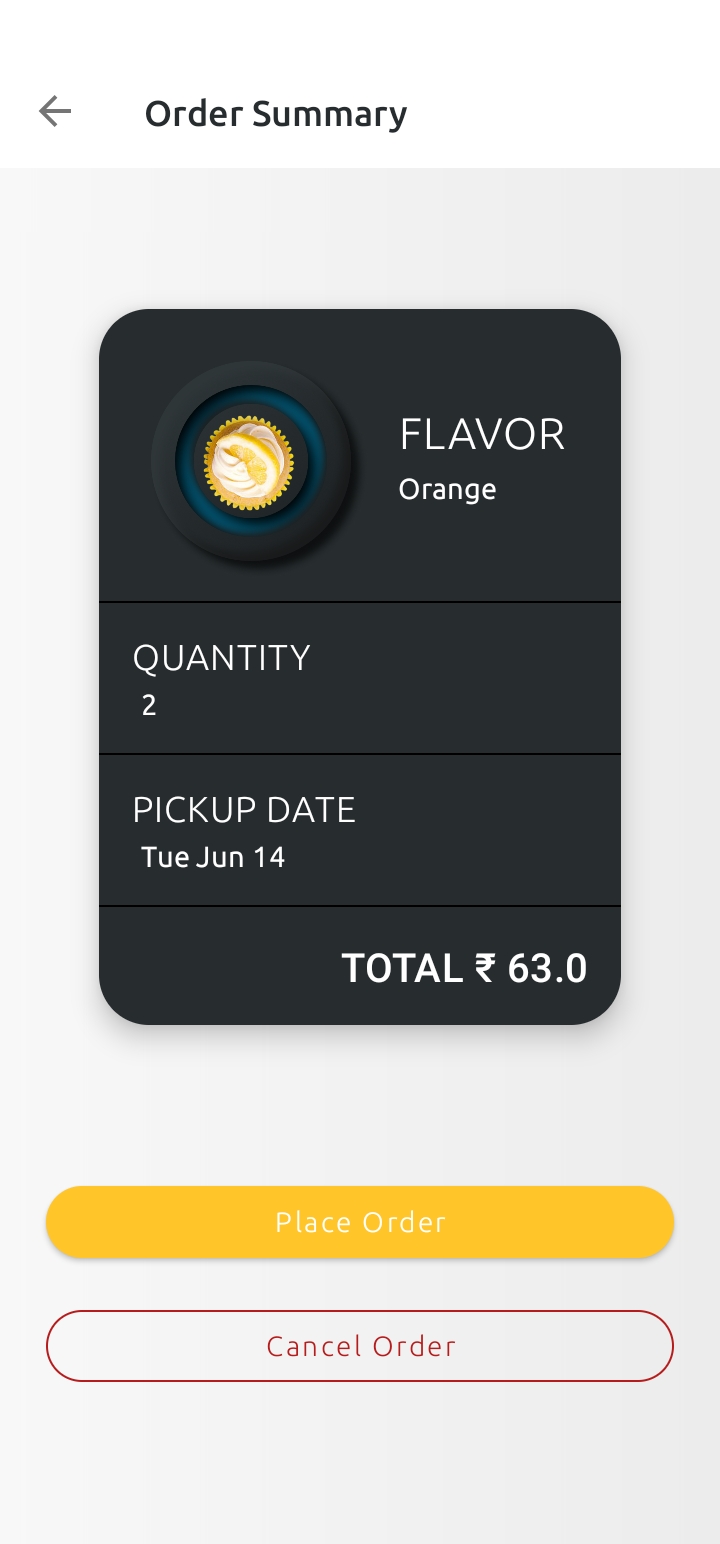 Order Summary
FLAVOR
Orange
QUANTITY
2
PICKUP DATE
Tue Jun 14
TOTAL ₹ 63.0
Place Order
Cancel Order